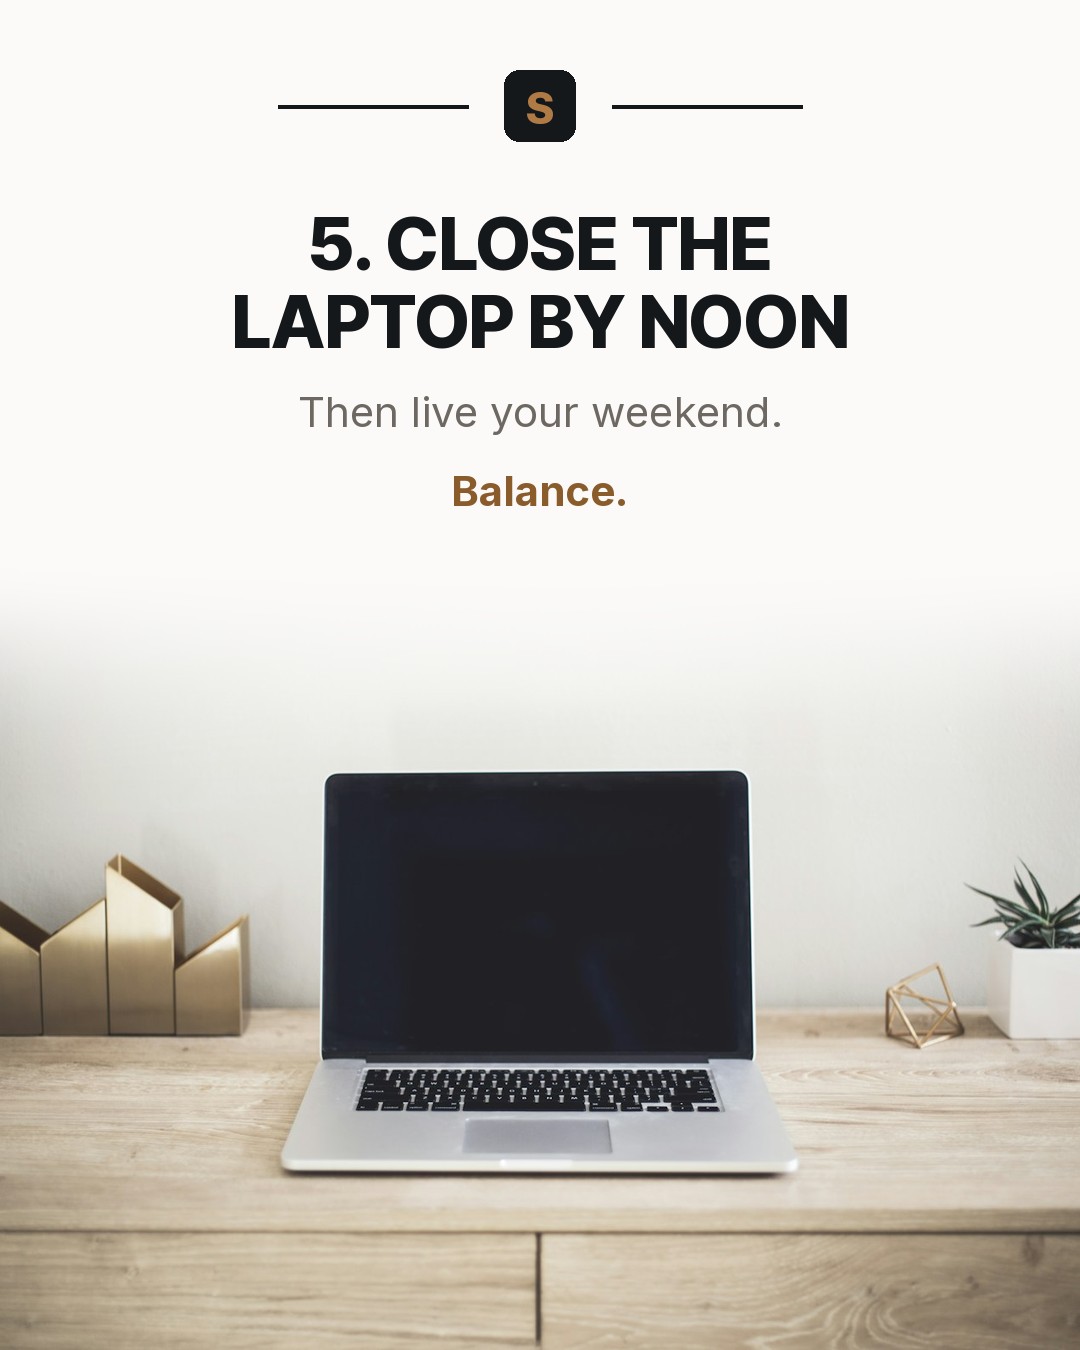 S
5. CLOSE THE
LAPTOP BY NOON
Then live your weekend.
Balance.